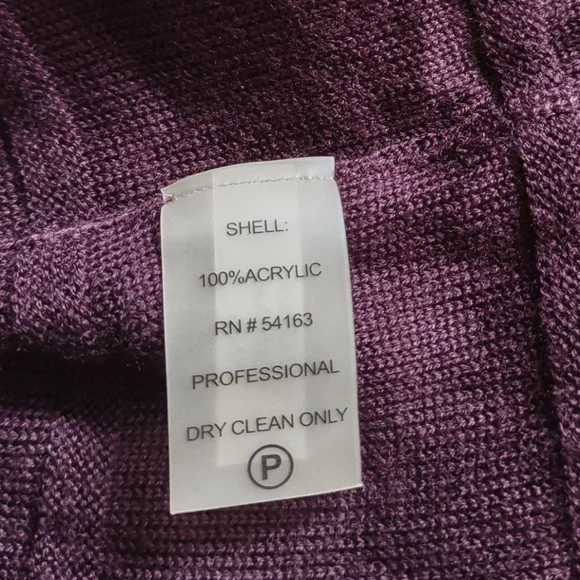 SHELL:
100%ACRYLIC
RN # 54163
PROFESSIONAL
DRY CLEAN ONLY
P